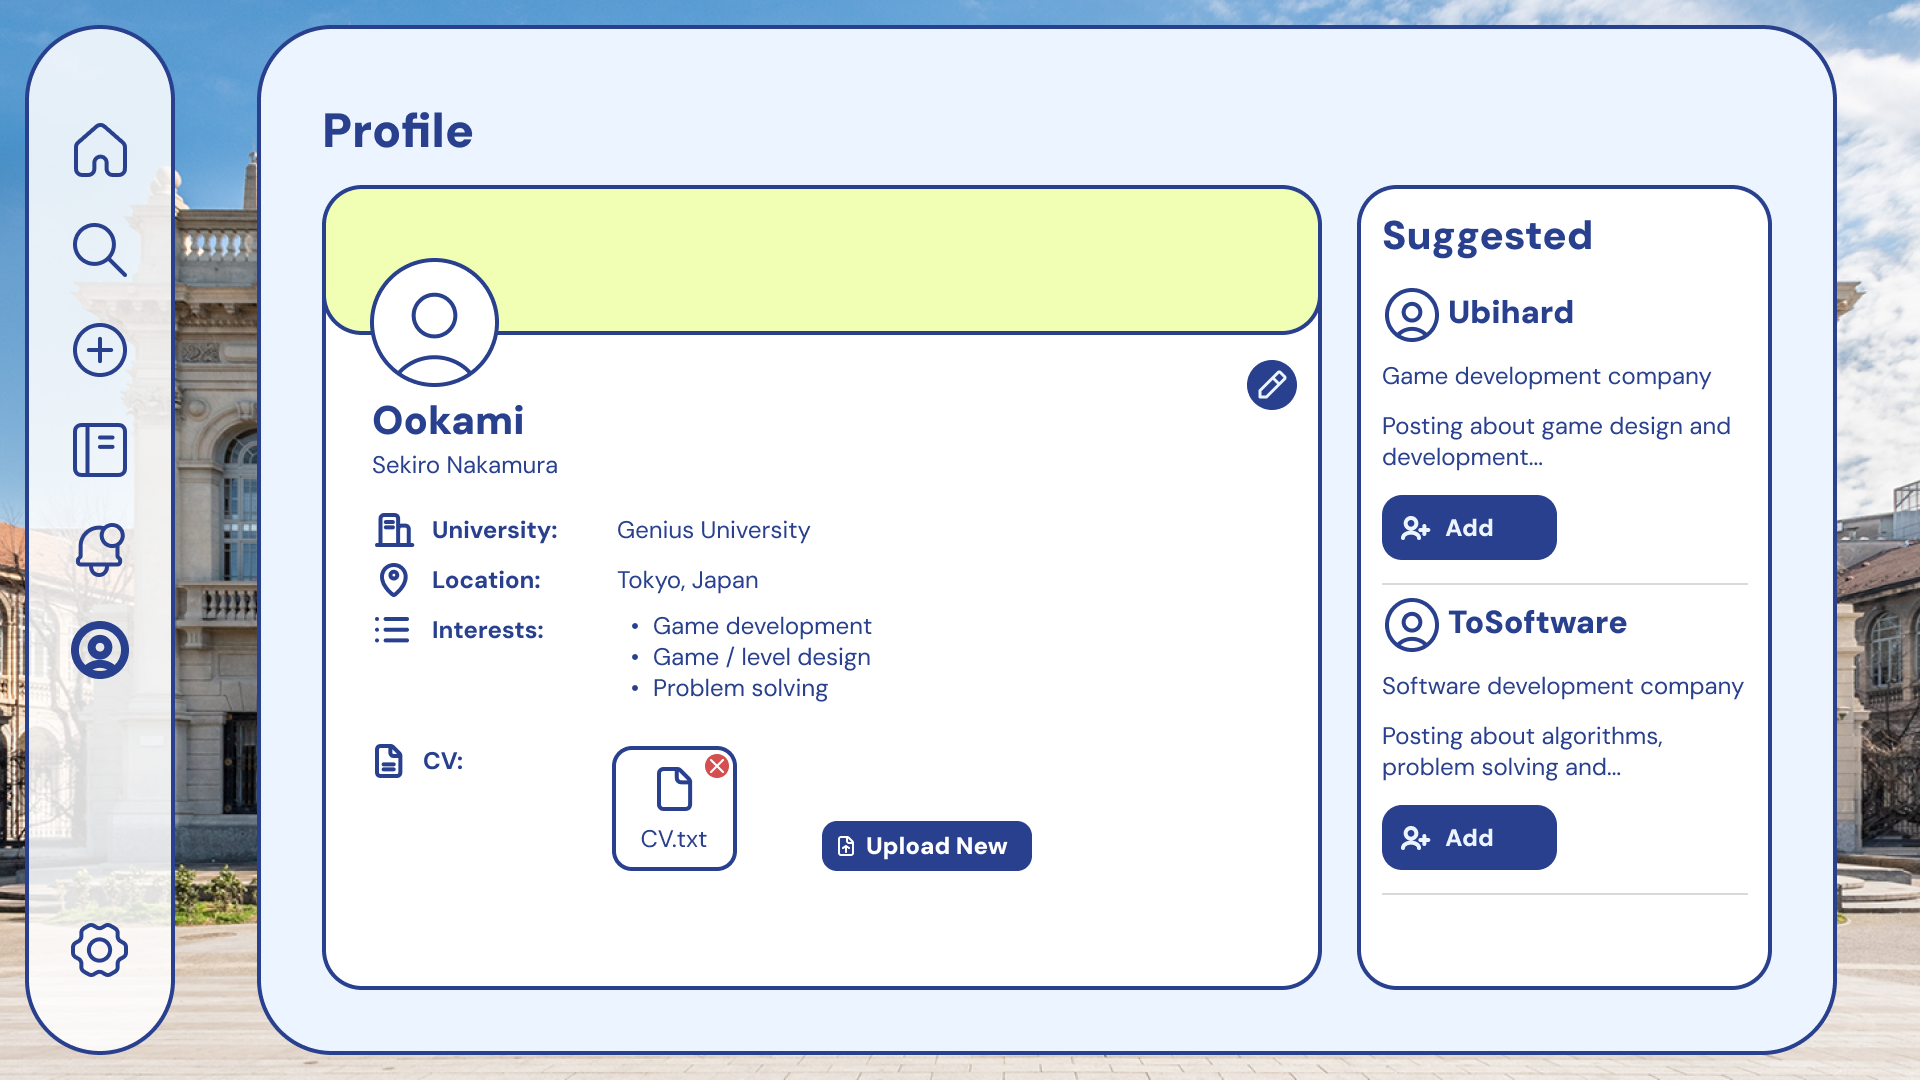 Profile
Ookami
Sekiro Nakamura
University: Genius University
Location: Tokyo, Japan
Interests:
• Game development
• Game / level design
• Problem solving
CV:
CV.txt
Upload New
Suggested
Ubihard
Game development company
Posting about game design and
development...
Add
ToSoftware
Software development company
Posting about algorithms,
problem solving and...
Add